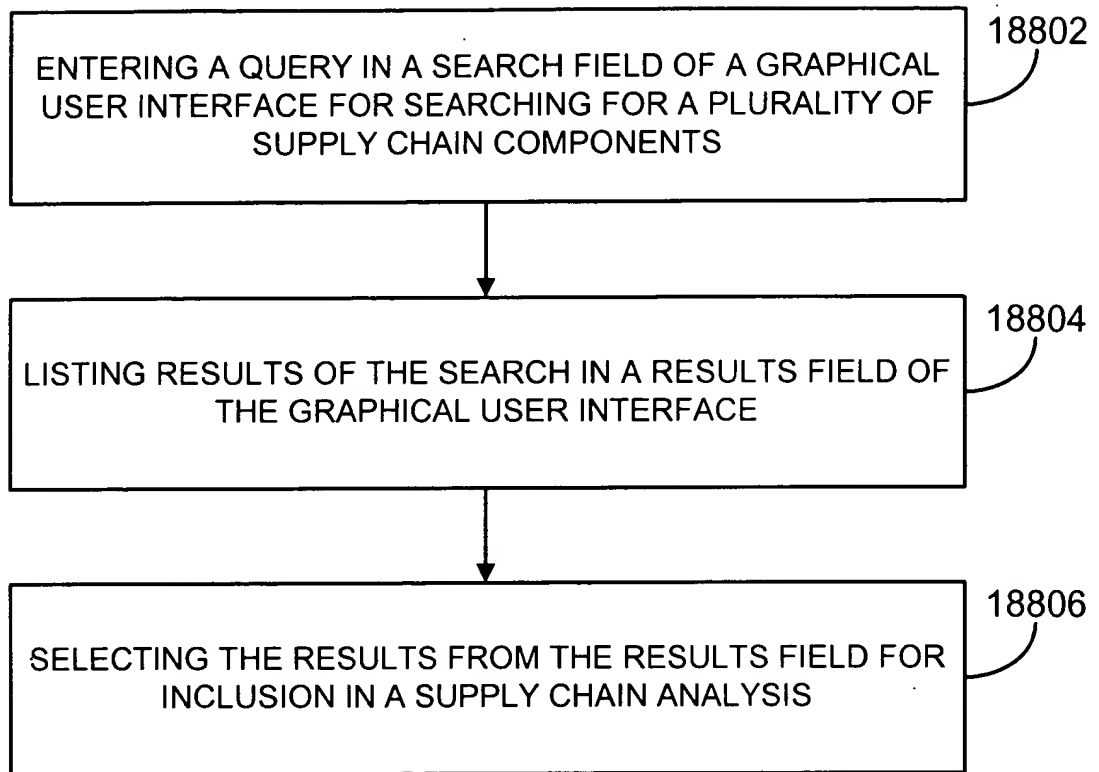 18802
ENTERING A QUERY IN A SEARCH FIELD OF A GRAPHICAL
USER INTERFACE FOR SEARCHING FOR A PLURALITY OF
SUPPLY CHAIN COMPONENTS
18804
LISTING RESULTS OF THE SEARCH IN A RESULTS FIELD OF
THE GRAPHICAL USER INTERFACE
18806
SELECTING THE RESULTS FROM THE RESULTS FIELD FOR
INCLUSION IN A SUPPLY CHAIN ANALYSIS